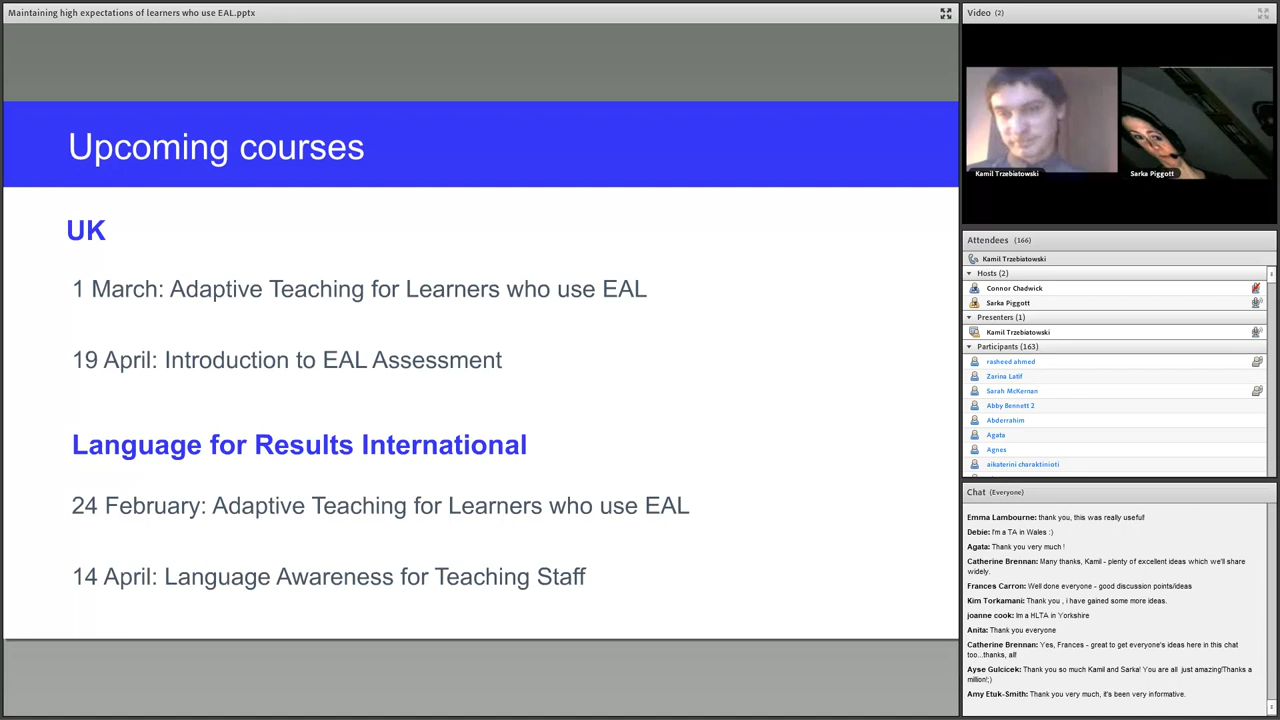 Maintaining high expectations of learners who use EAL.pptx
Upcoming courses
UK
1 March: Adaptive Teaching for Learners who use EAL
19 April: Introduction to EAL Assessment
Language for Results International
24 February: Adaptive Teaching for Learners who use EAL
14 April: Language Awareness for Teaching Staff
Video (2)
Kamil Trzebiatowski
Sarka Piggott
Attendees (166)
Kamil Trzebiatowski
Hosts (2)
Connor Chadwick
Sarka Piggott
Presenters (1)
Kamil Trzebiatowski
Participants (163)
rasheed ahmed
Zarina Latif
Sarah McKernan
Abby Bennett 2
Abderrahim
Agata
Agnes
aikaterini charaktinioti
Chat (Everyone)
Emma Lambourne: thank you, this was really useful!
Debie: I'm a TA in Wales :)
Agata: Thank you very much !
Catherine Brennan: Many thanks, Kamil - plenty of excellent ideas which we'll share
widely.
Frances Carron: Well done everyone - good discussion points/ideas
Kim Torkamani: Thank you , i have gained some more ideas.
joanne cook: Im a HLTA in Yorkshire
Anita: Thank you everyone
Catherine Brennan: Yes, Frances - great to get everyone's ideas here in this chat
too...thanks, all!
Ayse Gulcicek: Thank you so much Kamil and Sarka! You are all just amazing!Thanks a
million!;)
Amy Etuk-Smith: Thank you very much, it's been very informative.